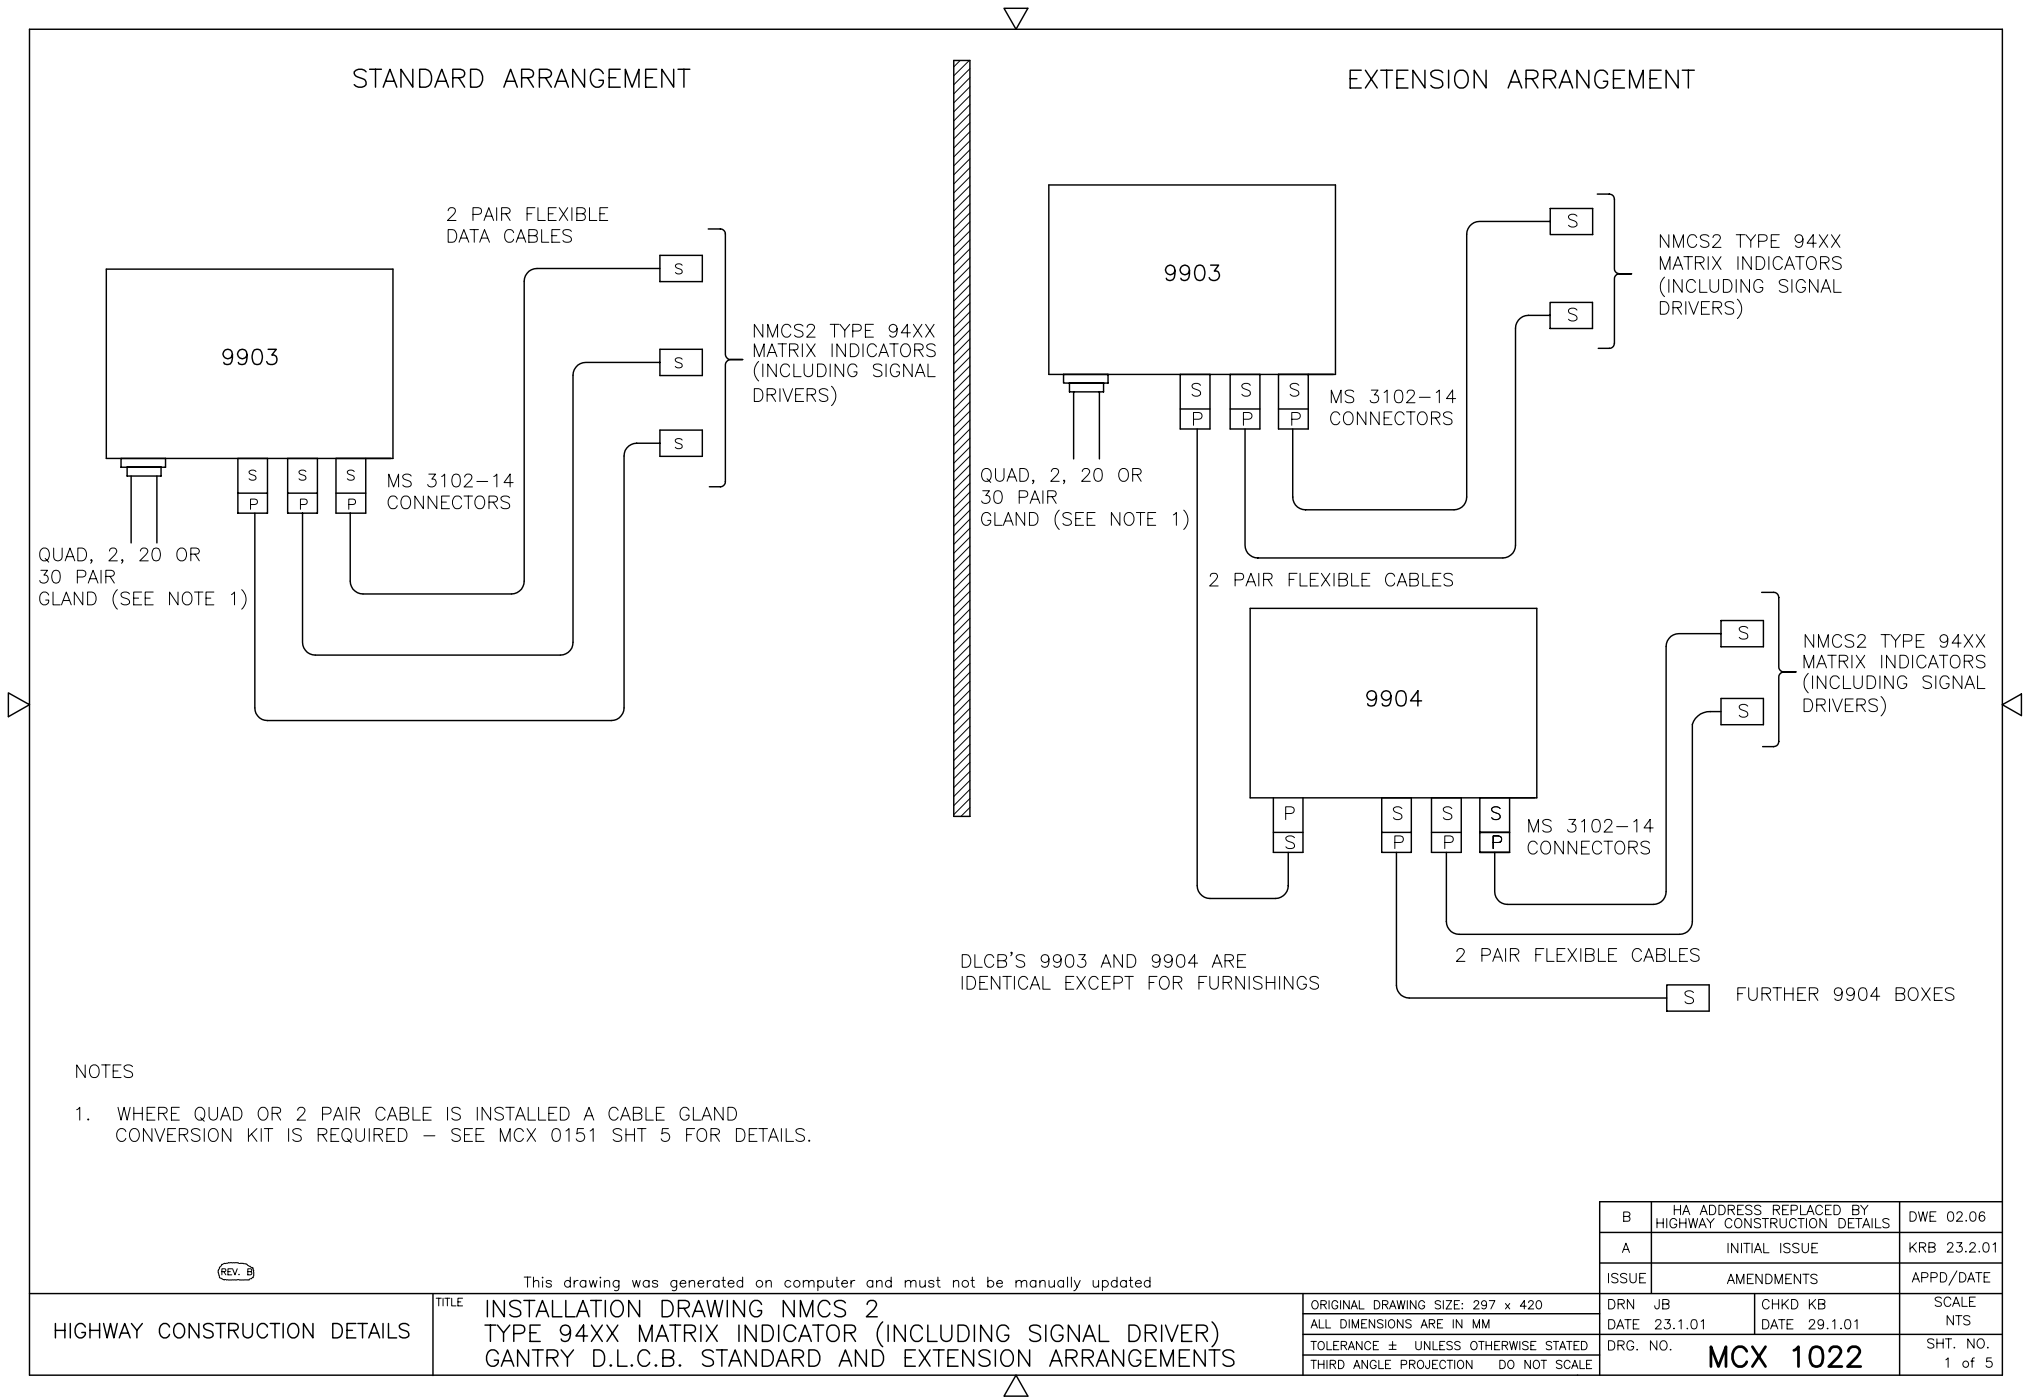 STANDARD ARRANGEMENT
2 PAIR FLEXIBLE
DATA CABLES
9903
S
S
S
S
S
S
P
P
P
MS 3102-14
CONNECTORS
NMCS2 TYPE 94XX
MATRIX INDICATORS
(INCLUDING SIGNAL
DRIVERS)
QUAD, 2, 20 OR
30 PAIR
GLAND (SEE NOTE 1)
EXTENSION ARRANGEMENT
9903
S
S
NMCS2 TYPE 94XX
MATRIX INDICATORS
(INCLUDING SIGNAL
DRIVERS)
S
S
S
P
P
P
MS 3102-14
CONNECTORS
QUAD, 2, 20 OR
30 PAIR
GLAND (SEE NOTE 1)
2 PAIR FLEXIBLE CABLES
9904
S
S
NMCS2 TYPE 94XX
MATRIX INDICATORS
(INCLUDING SIGNAL
DRIVERS)
P
S
S
S
S
P
P
P
MS 3102-14
CONNECTORS
2 PAIR FLEXIBLE CABLES
DLCB'S 9903 AND 9904 ARE
IDENTICAL EXCEPT FOR FURNISHINGS
S
FURTHER 9904 BOXES
NOTES
1. WHERE QUAD OR 2 PAIR CABLE IS INSTALLED A CABLE GLAND
CONVERSION KIT IS REQUIRED – SEE MCX 0151 SHT 5 FOR DETAILS.
REV. B
This drawing was generated on computer and must not be manually updated
HIGHWAY CONSTRUCTION DETAILS
TITLE
INSTALLATION DRAWING NMCS 2
TYPE 94XX MATRIX INDICATOR (INCLUDING SIGNAL DRIVER)
GANTRY D.L.C.B. STANDARD AND EXTENSION ARRANGEMENTS
ORIGINAL DRAWING SIZE: 297 x 420
ALL DIMENSIONS ARE IN MM
TOLERANCE ± UNLESS OTHERWISE STATED
THIRD ANGLE PROJECTION DO NOT SCALE
B HA ADDRESS REPLACED BY
HIGHWAY CONSTRUCTION DETAILS DWE 02.06
A INITIAL ISSUE KRB 23.2.01
ISSUE AMENDMENTS APPD/DATE
DRN JB
DATE 23.1.01
CHKD KB
DATE 29.1.01
SCALE
NTS
DRG. NO. MCX 1022
SHT. NO.
1 of 5